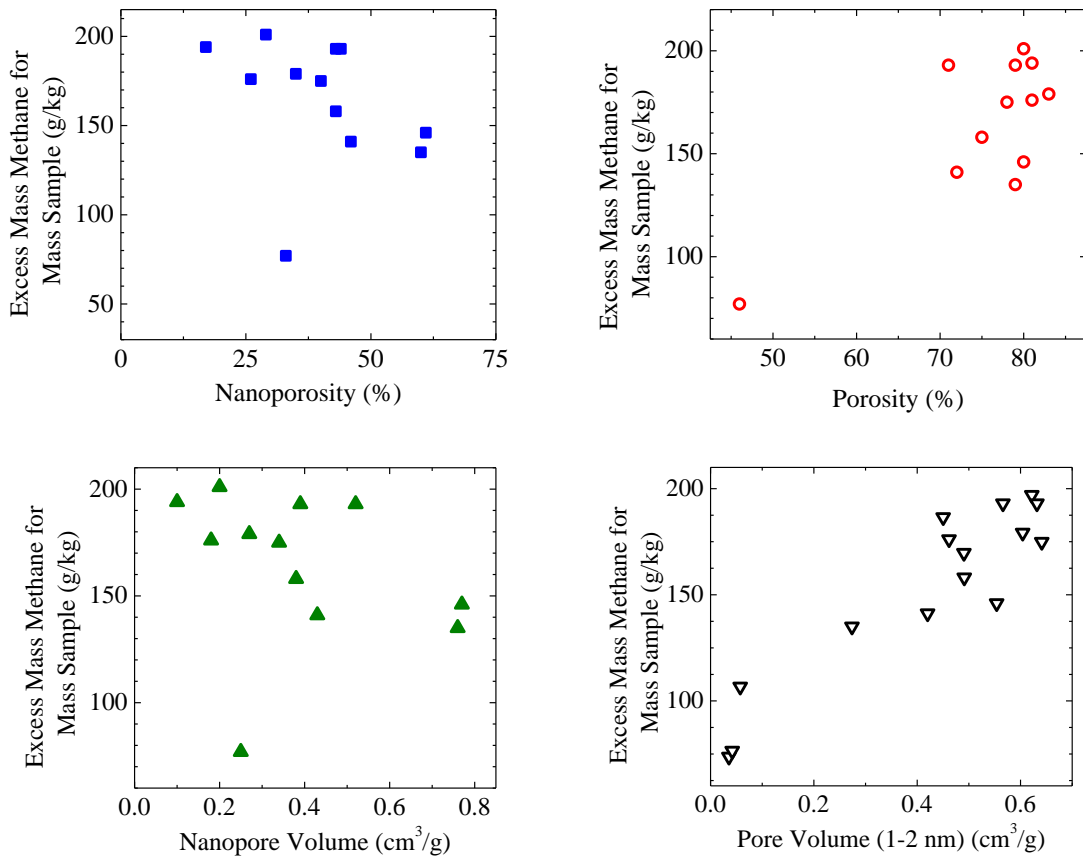 Excess Mass Methane for
Mass Sample (g/kg)
200
150
100
50
0
25
50
75
Nanoporosity (%)
Excess Mass Methane for
Mass Sample (g/kg)
200
150
100
50
60
70
80
Porosity (%)
Excess Mass Methane for
Mass Sample (g/kg)
200
150
100
0.0
0.2
0.4
0.6
0.8
Nanopore Volume (cm³/g)
Excess Mass Methane for
Mass Sample (g/kg)
200
150
100
0.0
0.2
0.4
0.6
Pore Volume (1-2 nm) (cm³/g)